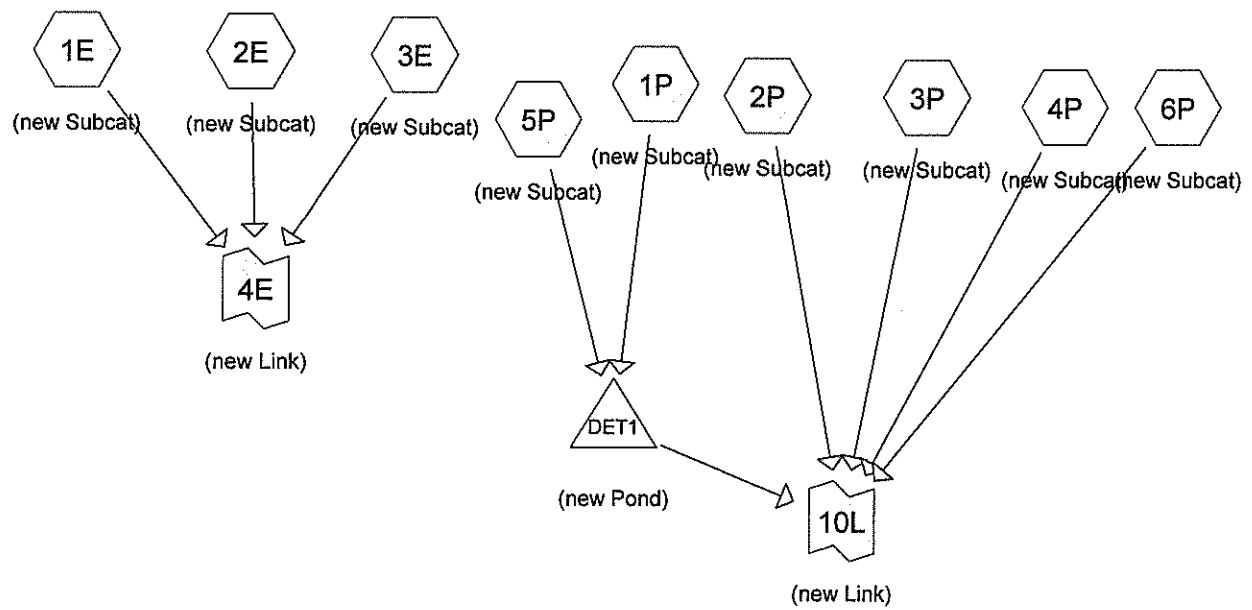 1E
(new Subcat)
2E
(new Subcat)
3E
(new Subcat)
4E
(new Link)
5P
(new Subcat)
1P
(new Subcat)
2P
(new Subcat)
3P
(new Subcat)
4P
(new Subcat)
6P
(new Subcat)
DET1
(new Pond)
10L
(new Link)